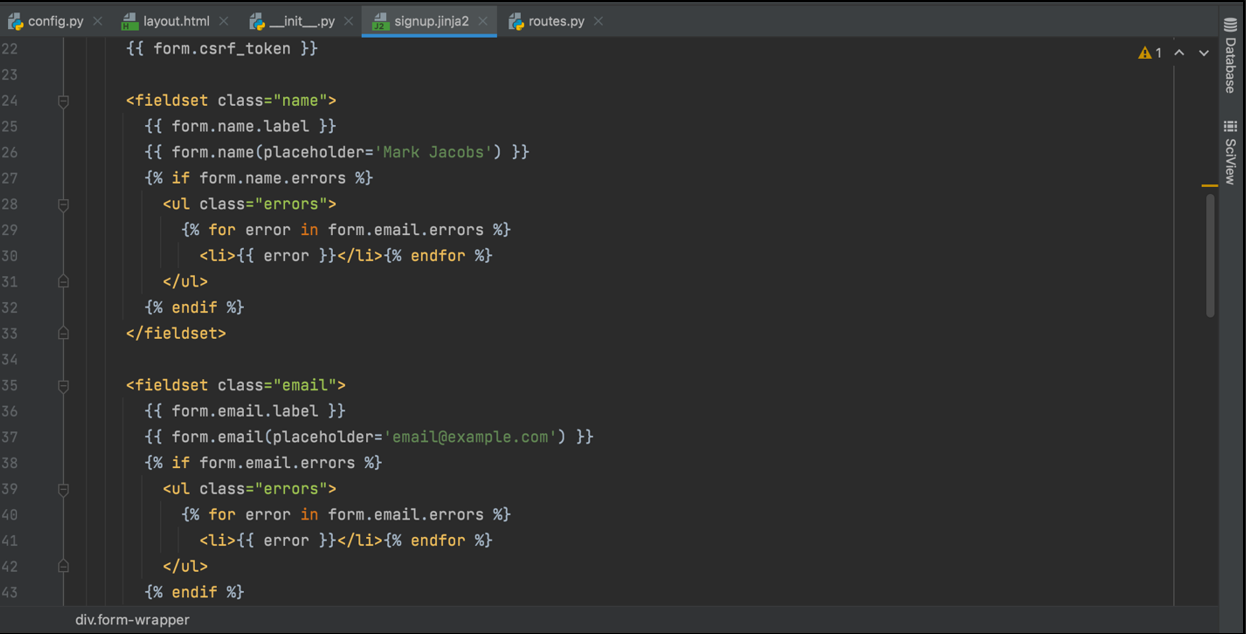 config.py
layout.html
__init__.py
signup.jinja2
routes.py
22 {{ form.csrf_token }}
23
24 <fieldset class="name">
25 {{ form.name.label }}
26 {{ form.name(placeholder='Mark Jacobs') }}
27 {% if form.name.errors %}
28 <ul class="errors">
29 {% for error in form.email.errors %}
30 <li>{{ error }}</li>{% endfor %}
31 </ul>
32 {% endif %}
33 </fieldset>
34
35 <fieldset class="email">
36 {{ form.email.label }}
37 {{ form.email(placeholder='email@example.com') }}
38 {% if form.email.errors %}
39 <ul class="errors">
40 {% for error in form.email.errors %}
41 <li>{{ error }}</li>{% endfor %}
42 </ul>
43 {% endif %}
1
Database
SciView
div.form-wrapper